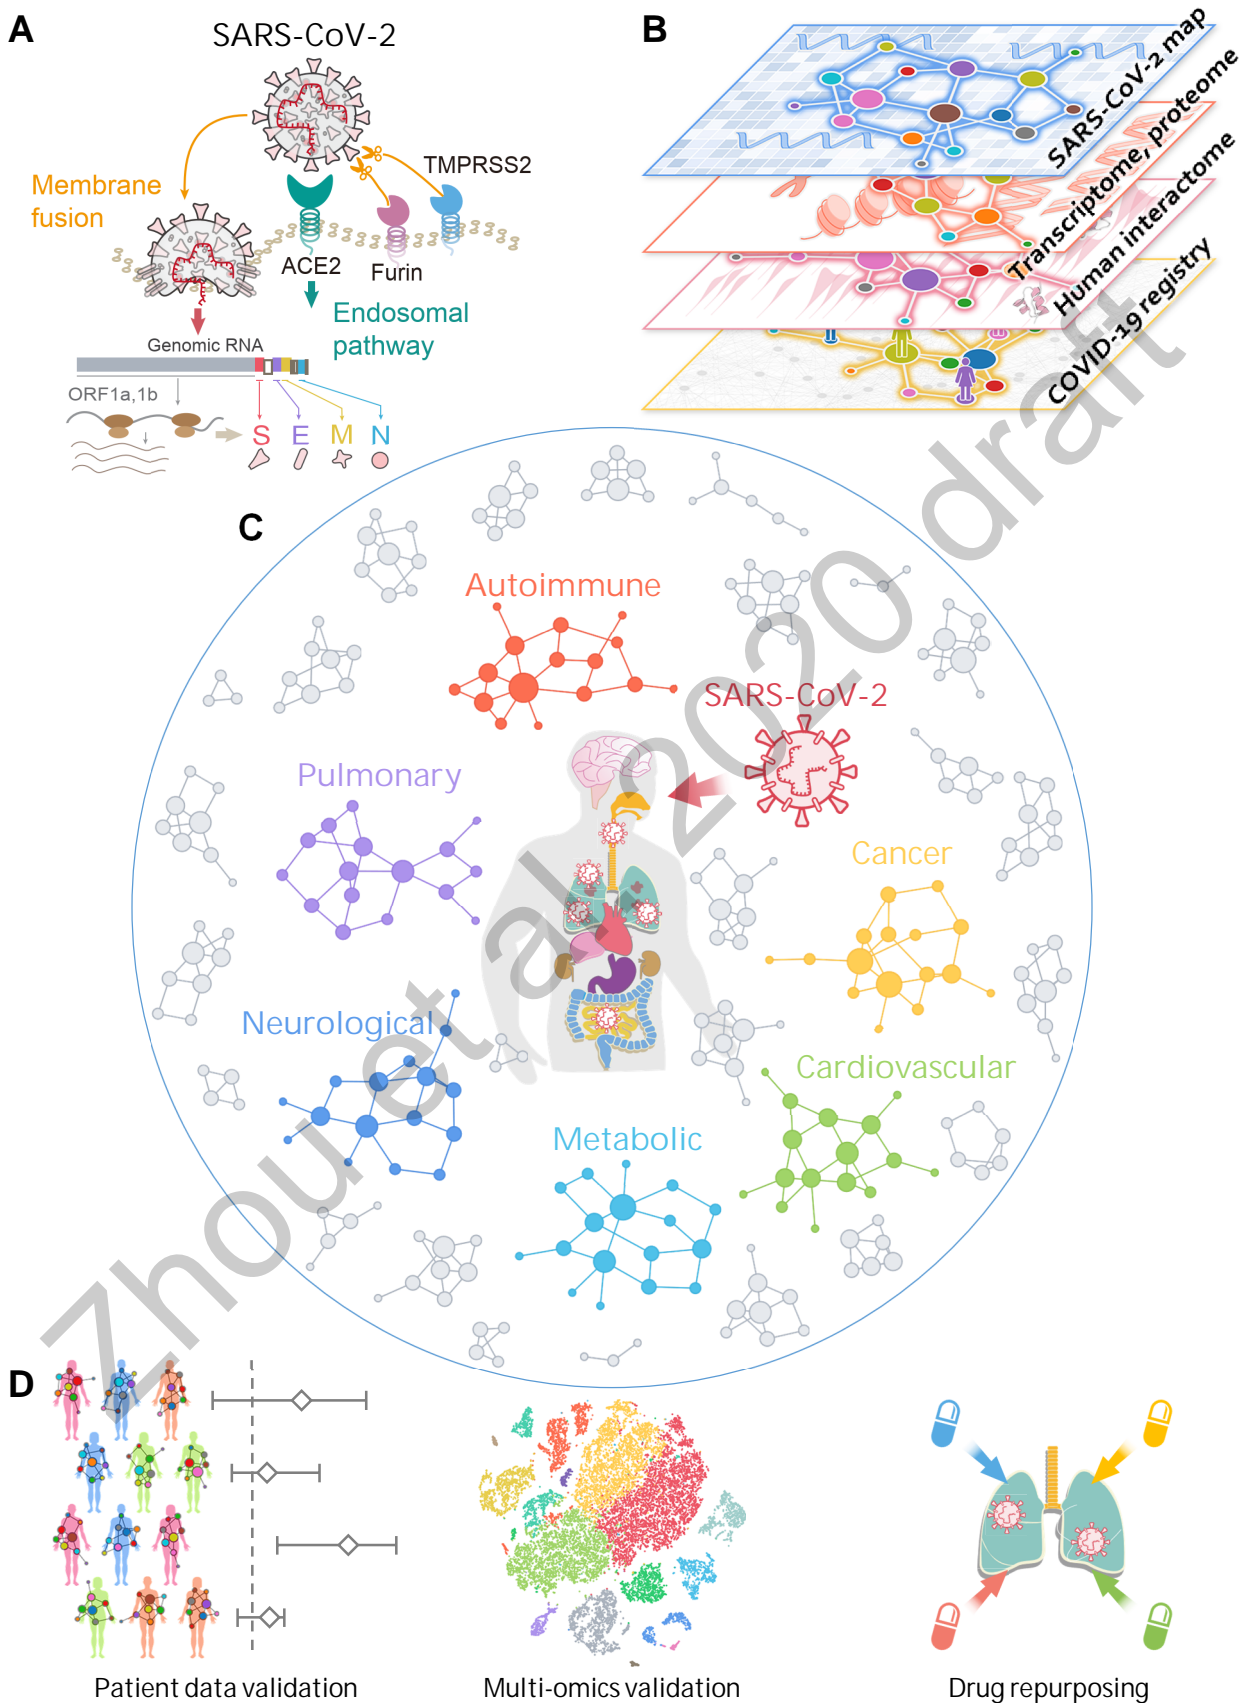 A
SARS-CoV-2
TMPRSS2
Membrane
fusion
ACE2
Furin
Endosomal
pathway
Genomic RNA
ORF1a,1b
S E M N
B
SARS-CoV-2 map
Transcriptome, proteome
Human interactome
COVID-19 registry
C
Autoimmune
SARS-CoV-2
Pulmonary
Cancer
Neurological
Cardiovascular
Metabolic
Zhou et al 2020 draft
D
Patient data validation
Multi-omics validation
Drug repurposing